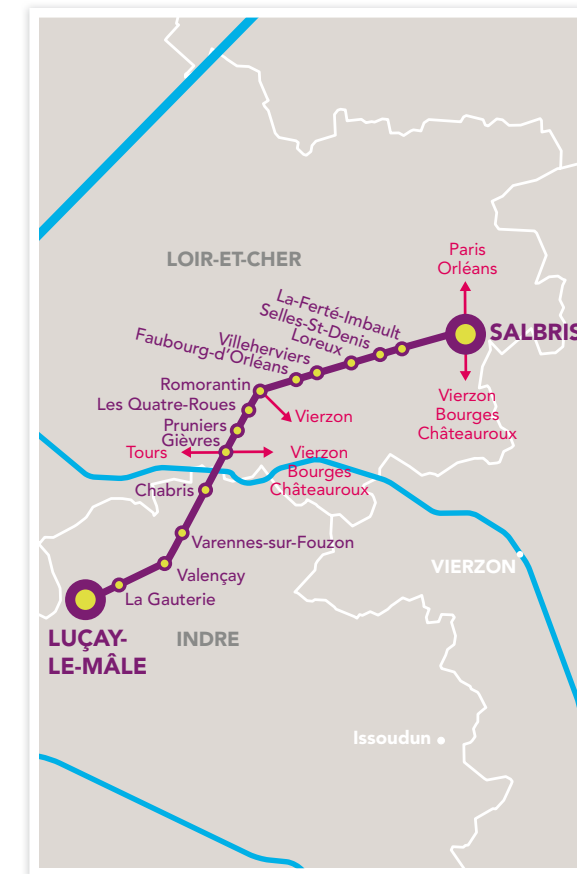 LOIR-ET-CHER
Paris
Orléans
SALBRIS
La-Ferté-Imbault
Selles-St-Denis
Loreux
Villeherviers
Faubourg-d'Orléans
Romorantin
Les Quatre-Roues
Pruniers
Gièvres
Vierzon
Vierzon
Bourges
Châteauroux
Tours
Vierzon
Bourges
Châteauroux
Chabris
Varennes-sur-Fouzon
Valençay
La Gauterie
VIERZON
LUÇAY-
LE-MÂLE
INDRE
Issoudun